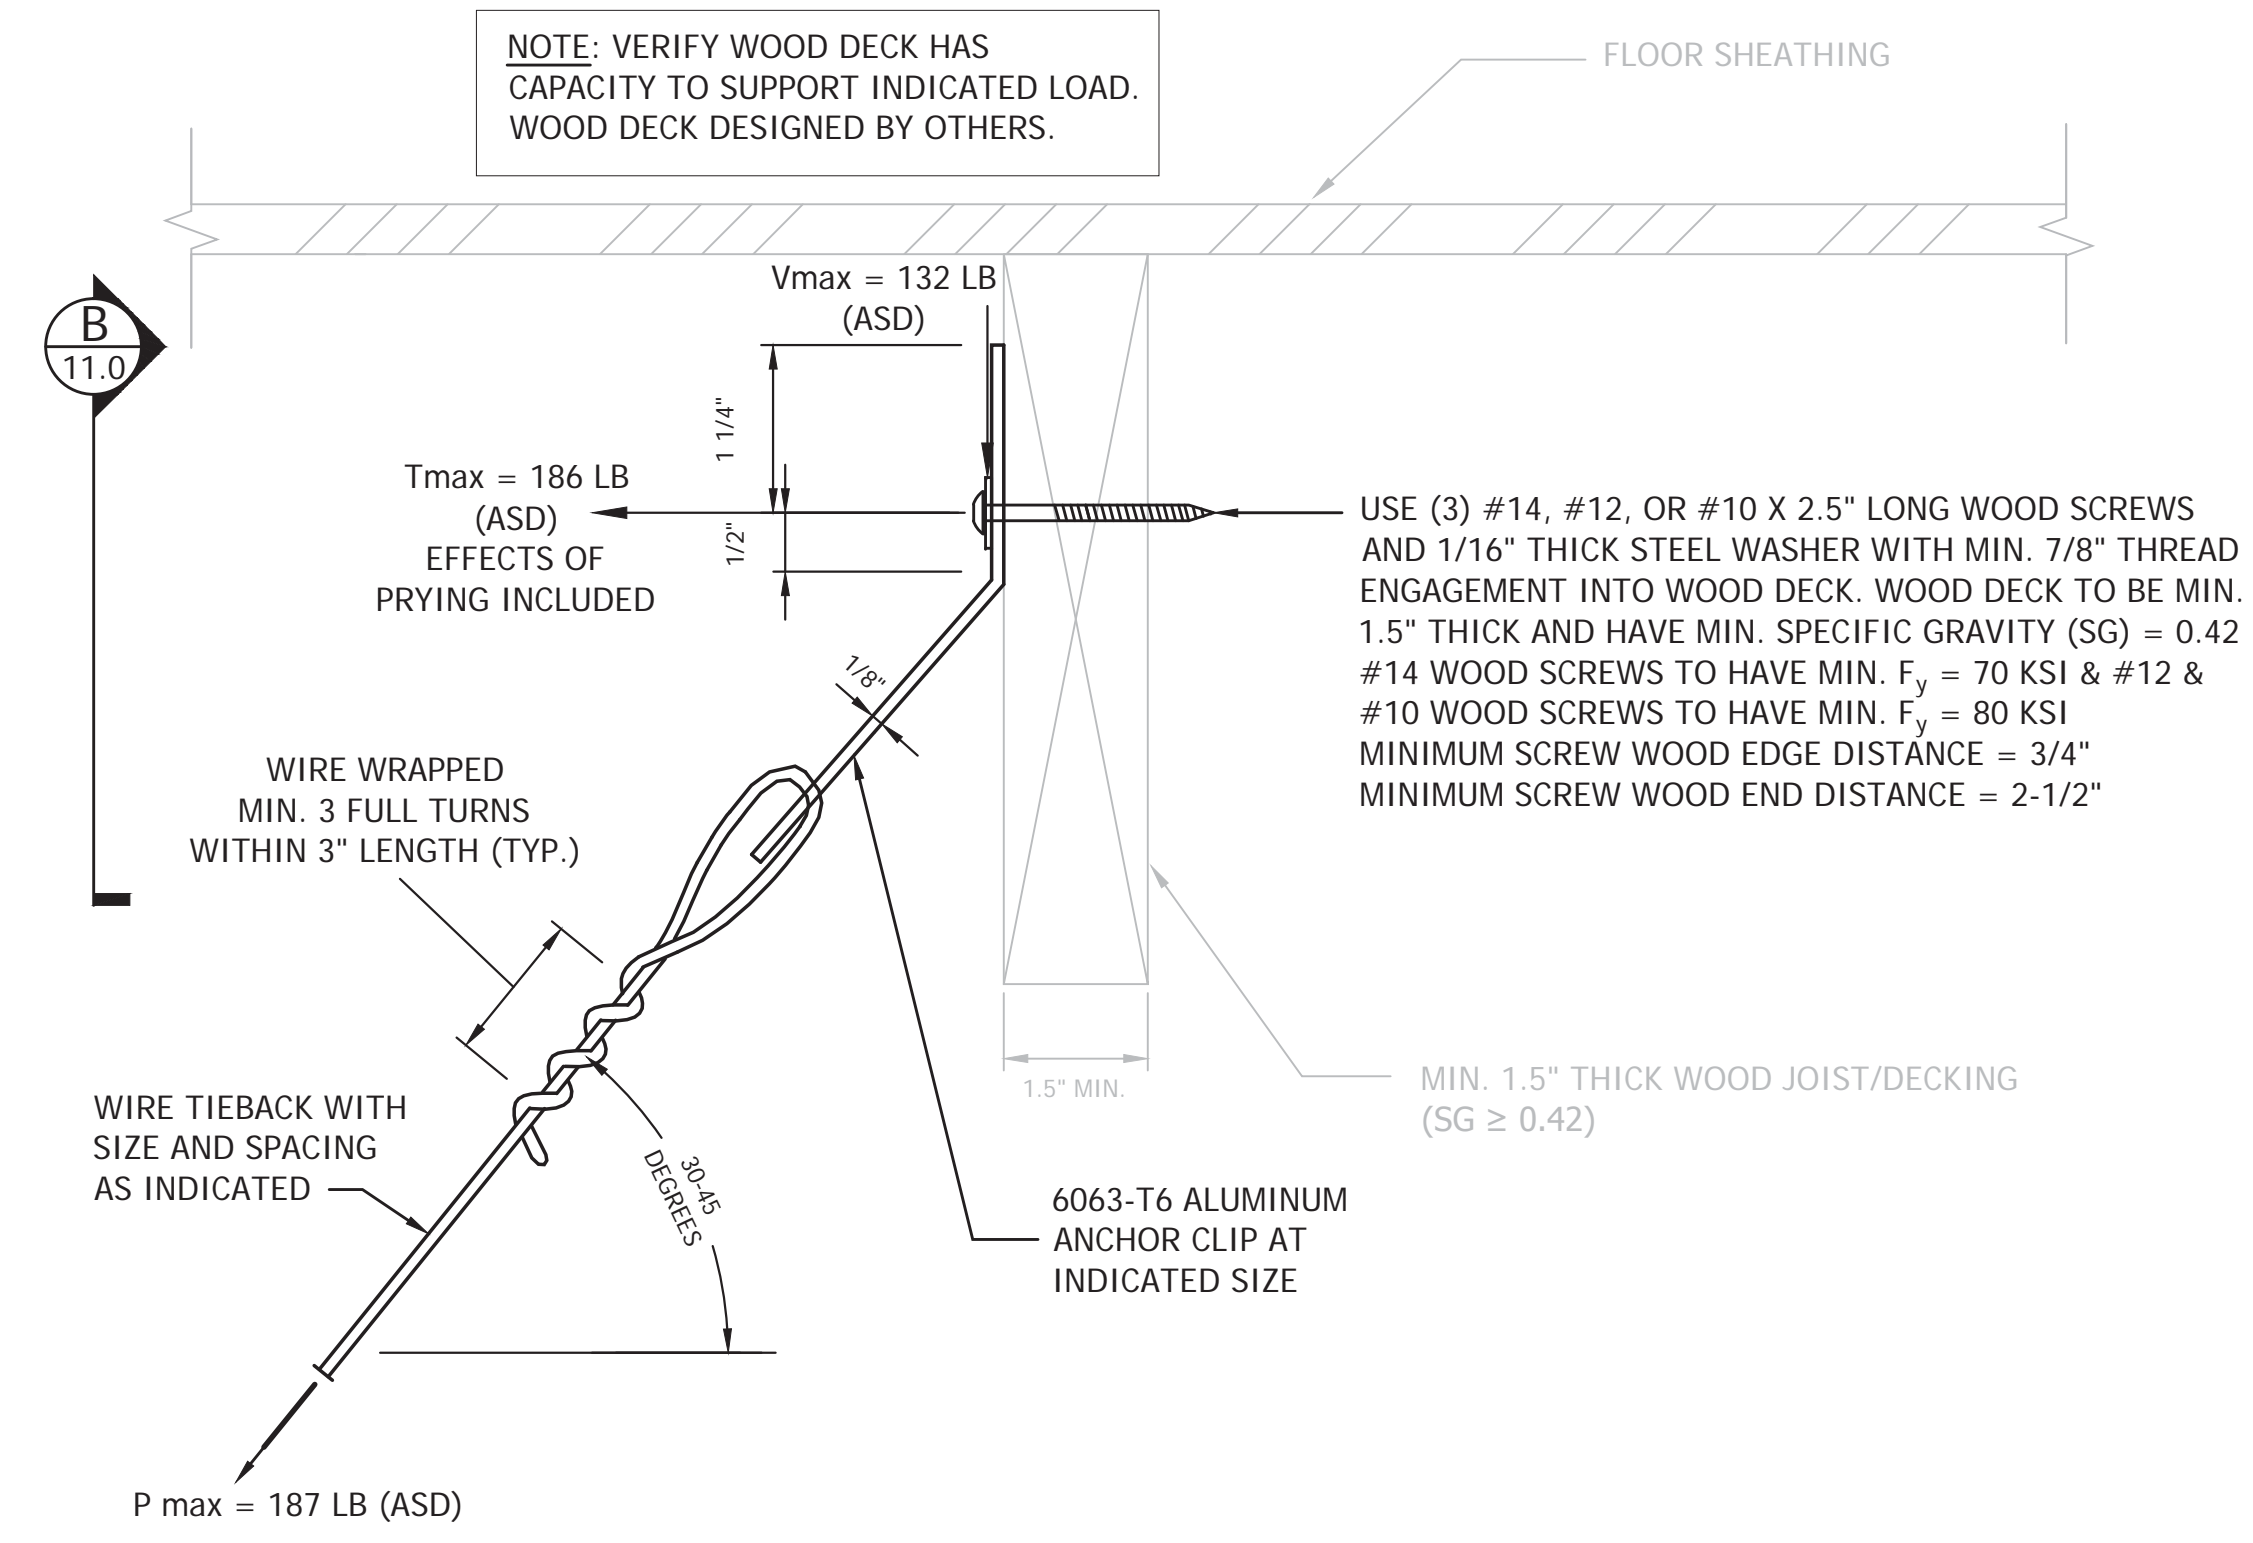 NOTE: VERIFY WOOD DECK HAS
CAPACITY TO SUPPORT INDICATED LOAD.
WOOD DECK DESIGNED BY OTHERS.
FLOOR SHEATHING
B
11.0
Vmax = 132 LB
(ASD)
1 1/4"
1/2"
Tmax = 186 LB
(ASD)
EFFECTS OF
PRYING INCLUDED
USE (3) #14, #12, OR #10 X 2.5" LONG WOOD SCREWS
AND 1/16" THICK STEEL WASHER WITH MIN. 7/8" THREAD
ENGAGEMENT INTO WOOD DECK. WOOD DECK TO BE MIN.
1.5" THICK AND HAVE MIN. SPECIFIC GRAVITY (SG) = 0.42
#14 WOOD SCREWS TO HAVE MIN. Fy = 70 KSI & #12 &
#10 WOOD SCREWS TO HAVE MIN. Fy = 80 KSI
MINIMUM SCREW WOOD EDGE DISTANCE = 3/4"
MINIMUM SCREW WOOD END DISTANCE = 2-1/2"
1/8"
WIRE WRAPPED
MIN. 3 FULL TURNS
WITHIN 3" LENGTH (TYP.)
1.5" MIN.
MIN. 1.5" THICK WOOD JOIST/DECKING
(SG ≥ 0.42)
WIRE TIEBACK WITH
SIZE AND SPACING
AS INDICATED
30-45
DEGREES
6063-T6 ALUMINUM
ANCHOR CLIP AT
INDICATED SIZE
P max = 187 LB (ASD)